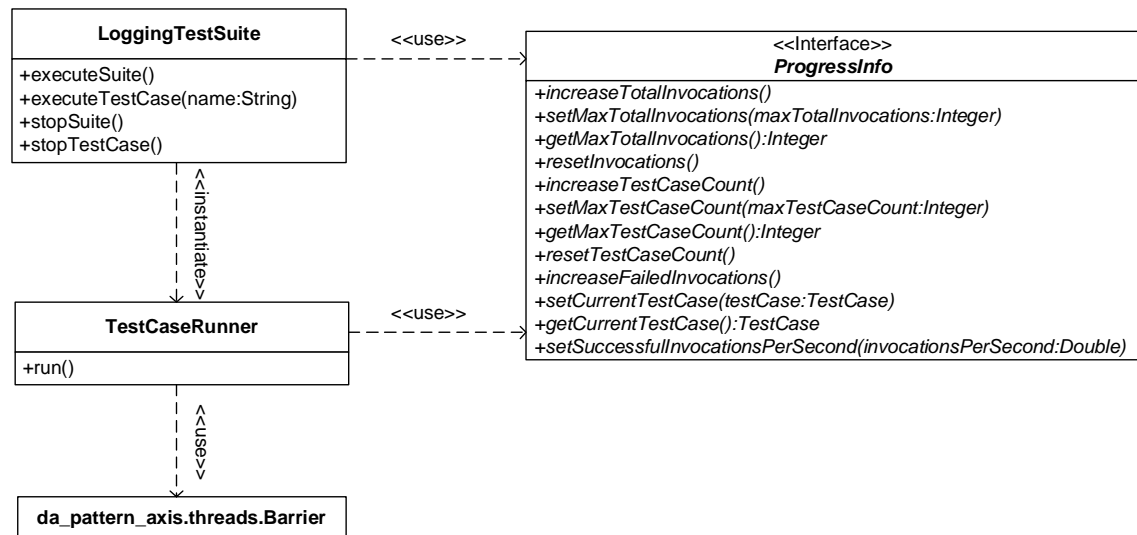 LoggingTestSuite
+executeSuite()
+executeTestCase(name:String)
+stopSuite()
+stopTestCase()
<<use>>
<<Interface>>
ProgressInfo
+increaseTotalInvocations()
+setMaxTotalInvocations(maxTotalInvocations:Integer)
+getMaxTotalInvocations():Integer
+resetInvocations()
+increaseTestCaseCount()
+setMaxTestCaseCount(maxTestCaseCount:Integer)
+getMaxTestCaseCount():Integer
+resetTestCaseCount()
+increaseFailedInvocations()
+setCurrentTestCase(testCase:TestCase)
+getCurrentTestCase():TestCase
+setSuccessfulInvocationsPerSecond(invocationsPerSecond:Double)
<<instantiate>>
TestCaseRunner
+run()
<<use>>
<<use>>
da_pattern_axis.threads.Barrier